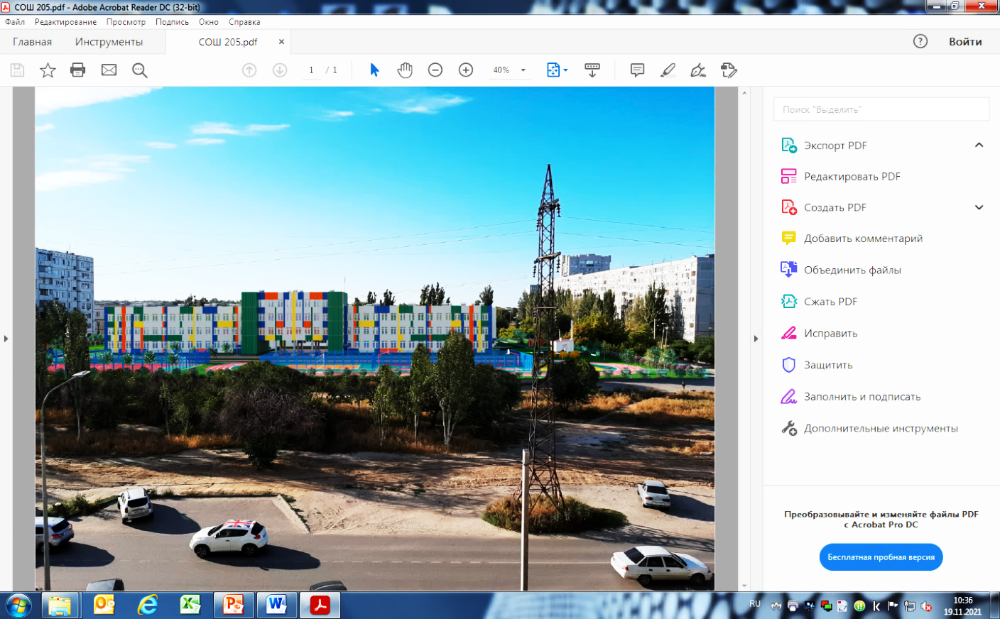 СОШ 205.pdf - Adobe Acrobat Reader DC (32-bit)
Файл Редактирование Просмотр Подпись Окно Справка
Главная Инструменты СОШ 205.pdf Войти
1 / 1 40%
Поиск "Выделить"
Экспорт PDF
Редактировать PDF
Создать PDF
Добавить комментарий
Объединить файлы
Сжать PDF
Исправить
Защитить
Заполнить и подписать
Дополнительные инструменты
Преобразовывайте и изменяйте файлы PDF
с Acrobat Pro DC
Бесплатная пробная версия
RU 10:36
19.11.2021